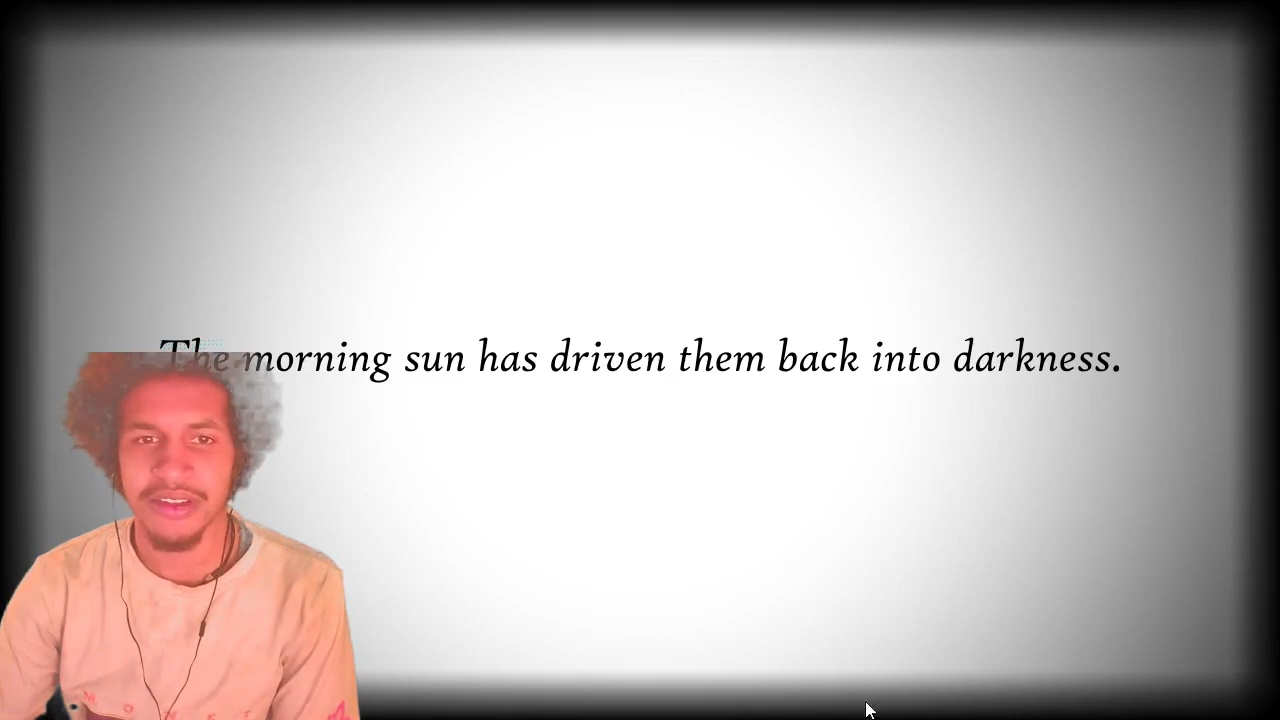 The morning sun has driven them back into darkness.